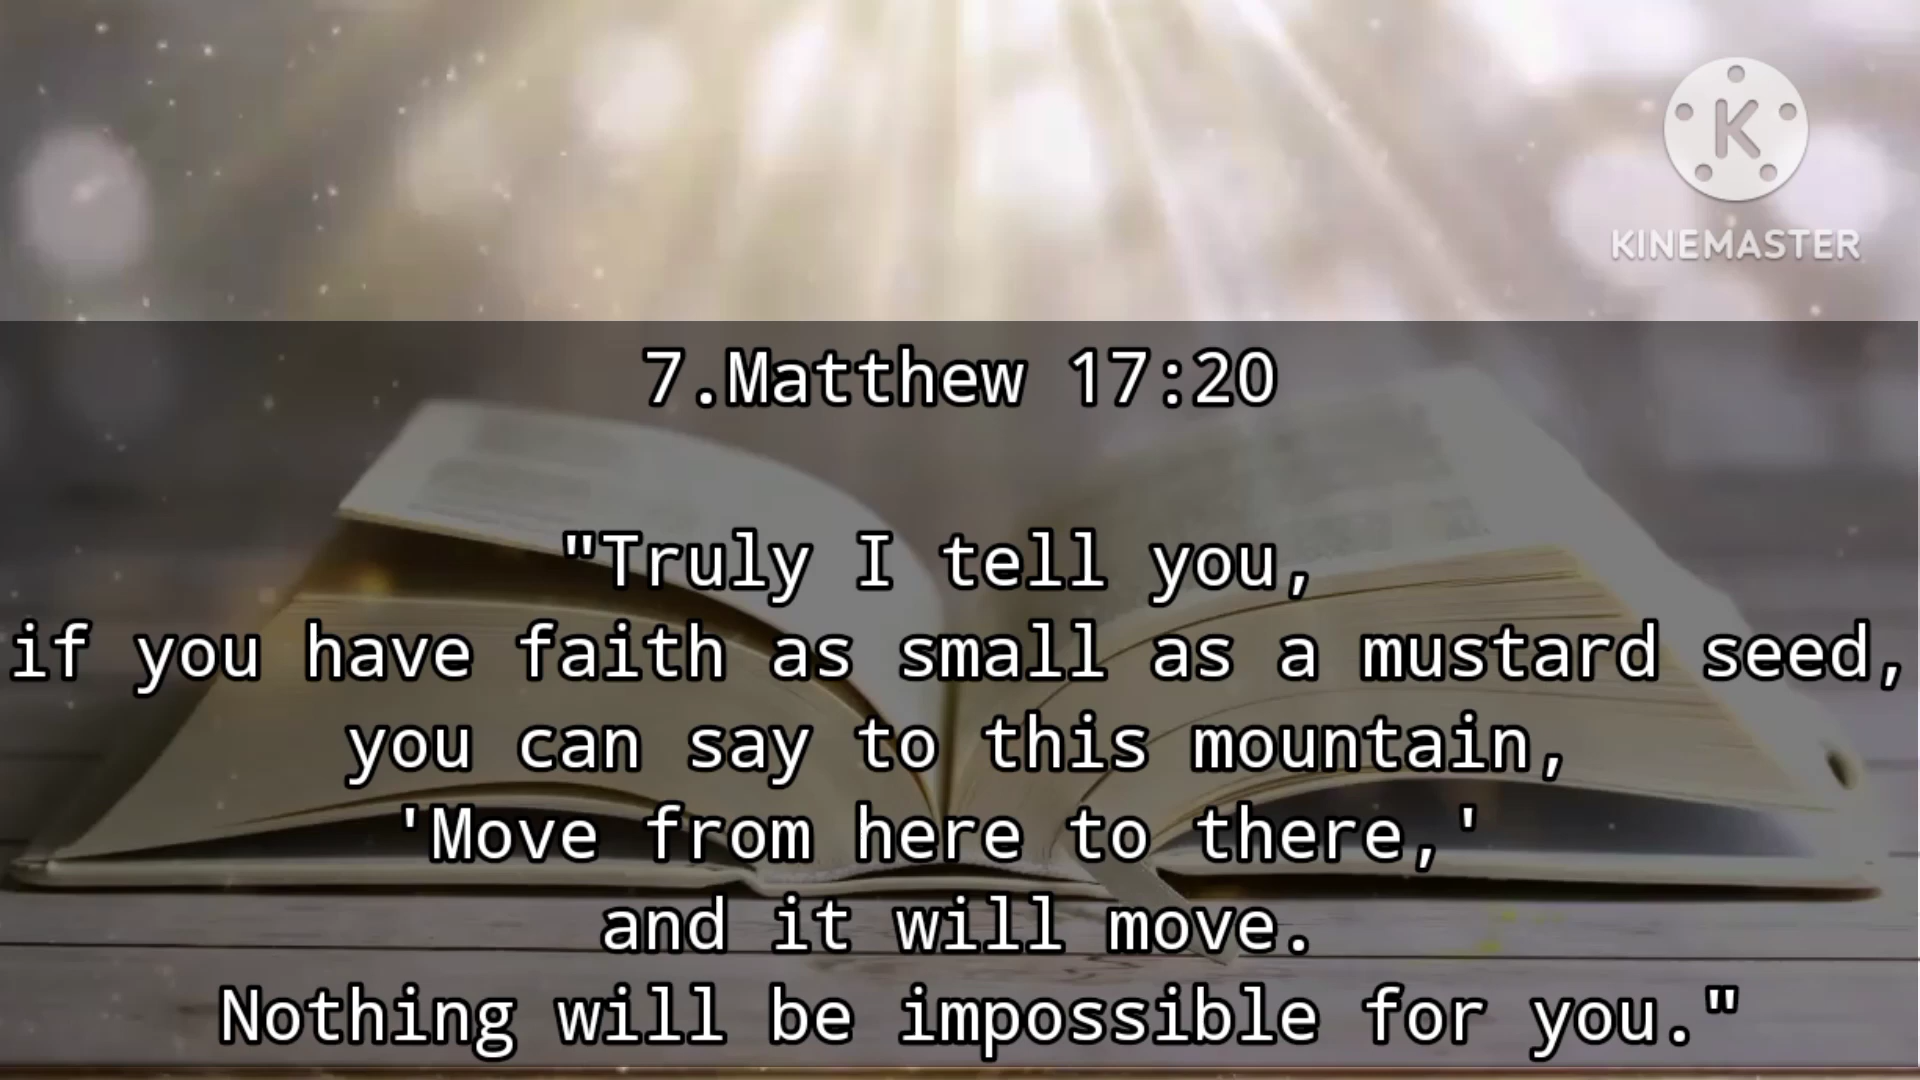 K
KINEMASTER
7.Matthew 17:20
"Truly I tell you,
if you have faith as small as a mustard seed,
you can say to this mountain,
'Move from here to there,'
and it will move.
Nothing will be impossible for you."